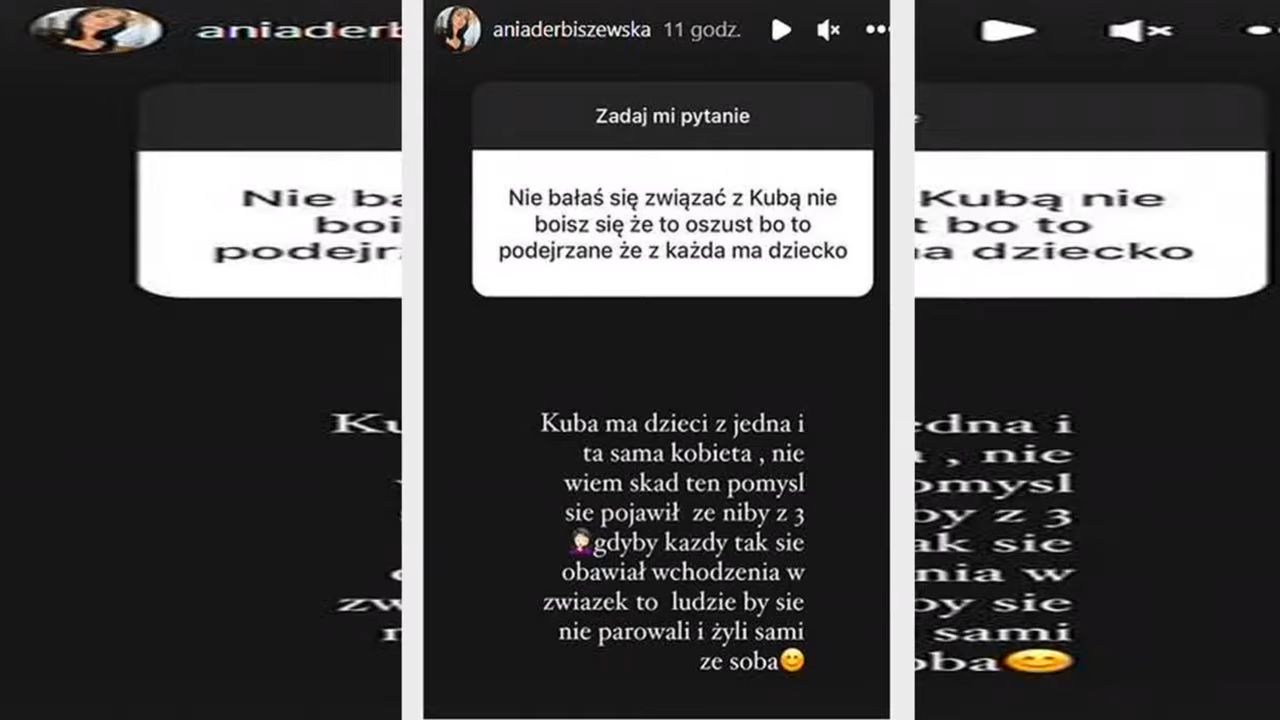 aniaderbiszewska 11 godz.
Zadaj mi pytanie
Nie bałaś się związać z Kubą nie
boisz się że to oszust bo to
podejrzane że z każda ma dziecko
Kuba ma dzieci z jedna i
ta sama kobieta , nie
wiem skad ten pomysl
sie pojawił ze niby z 3
🤦🏻‍♀️gdyby kazdy tak sie
obawiał wchodzenia w
zwiazek to ludzie by sie
nie parowali i żyli sami
ze soba😊